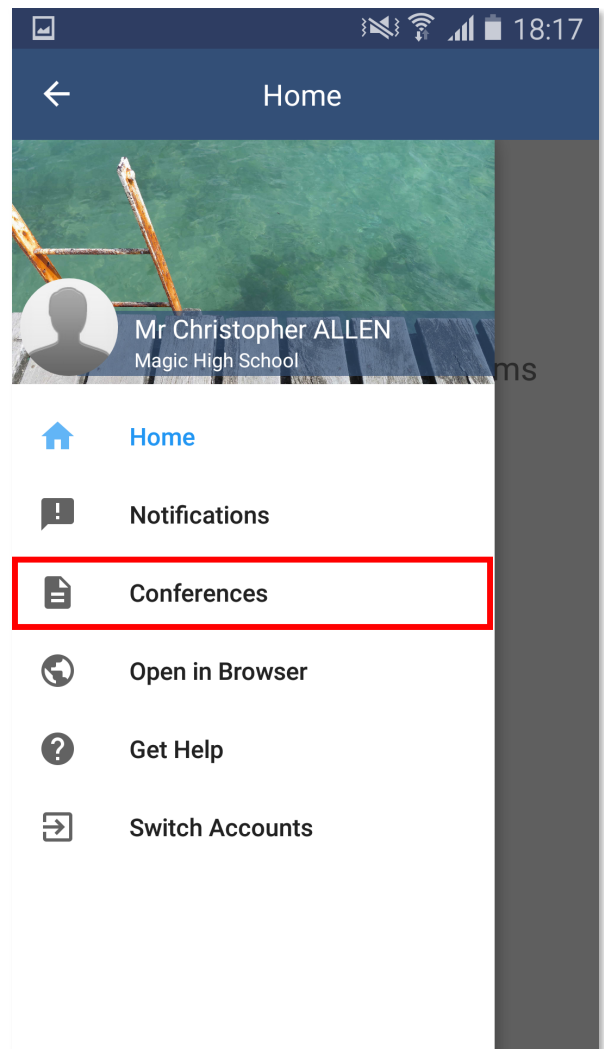 18:17
Home
Mr Christopher ALLEN
Magic High School
ms
Home
Notifications
Conferences
Open in Browser
Get Help
Switch Accounts